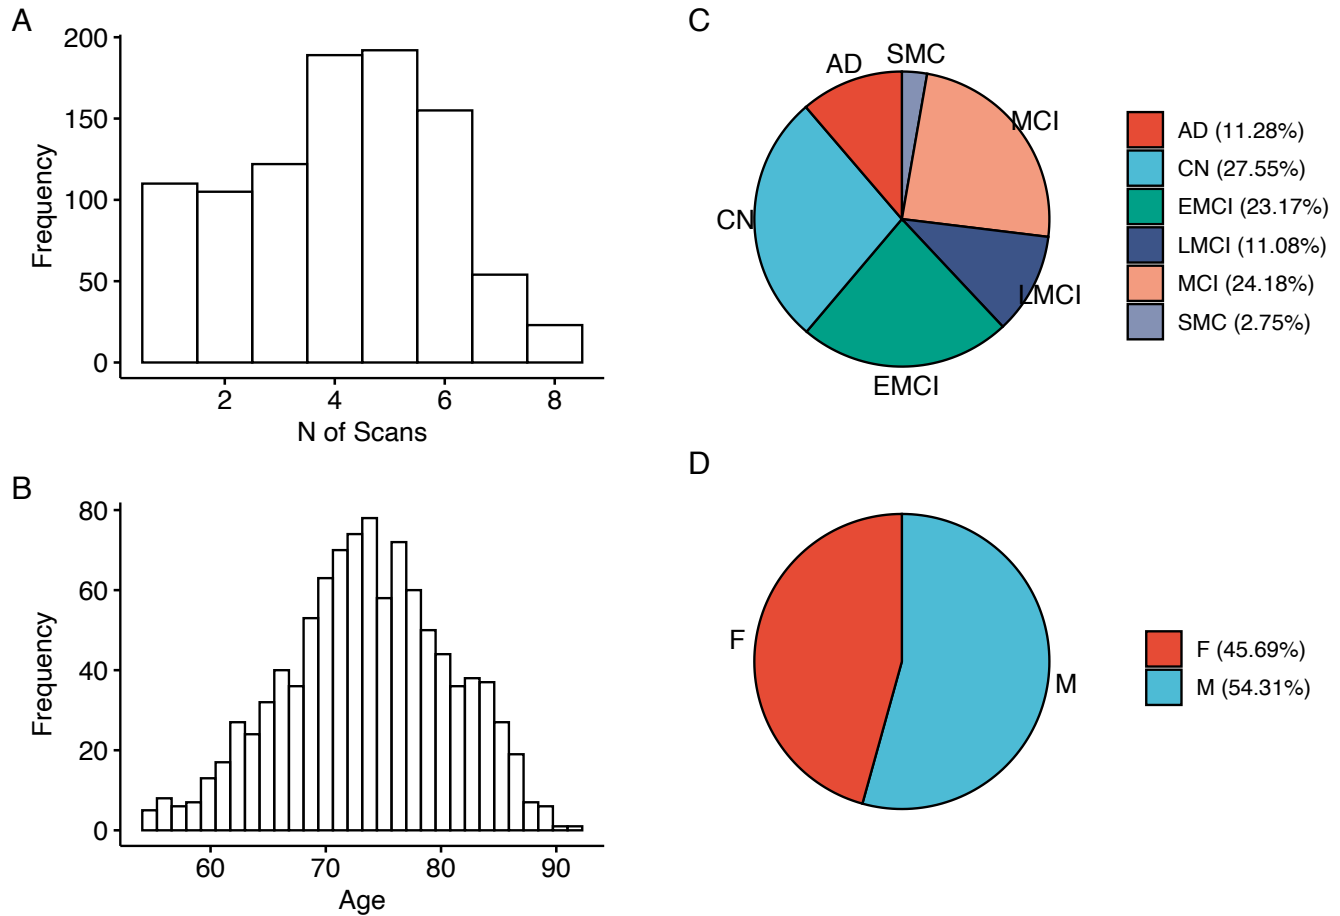 A
200
150
100
50
0
Frequency
2 4 6 8
N of Scans
B
80
60
40
20
0
Frequency
60 70 80 90
Age
C
SMC
AD
MCI
CN
LMCI
EMCI
AD (11.28%)
CN (27.55%)
EMCI (23.17%)
LMCI (11.08%)
MCI (24.18%)
SMC (2.75%)
D
F
M
F (45.69%)
M (54.31%)